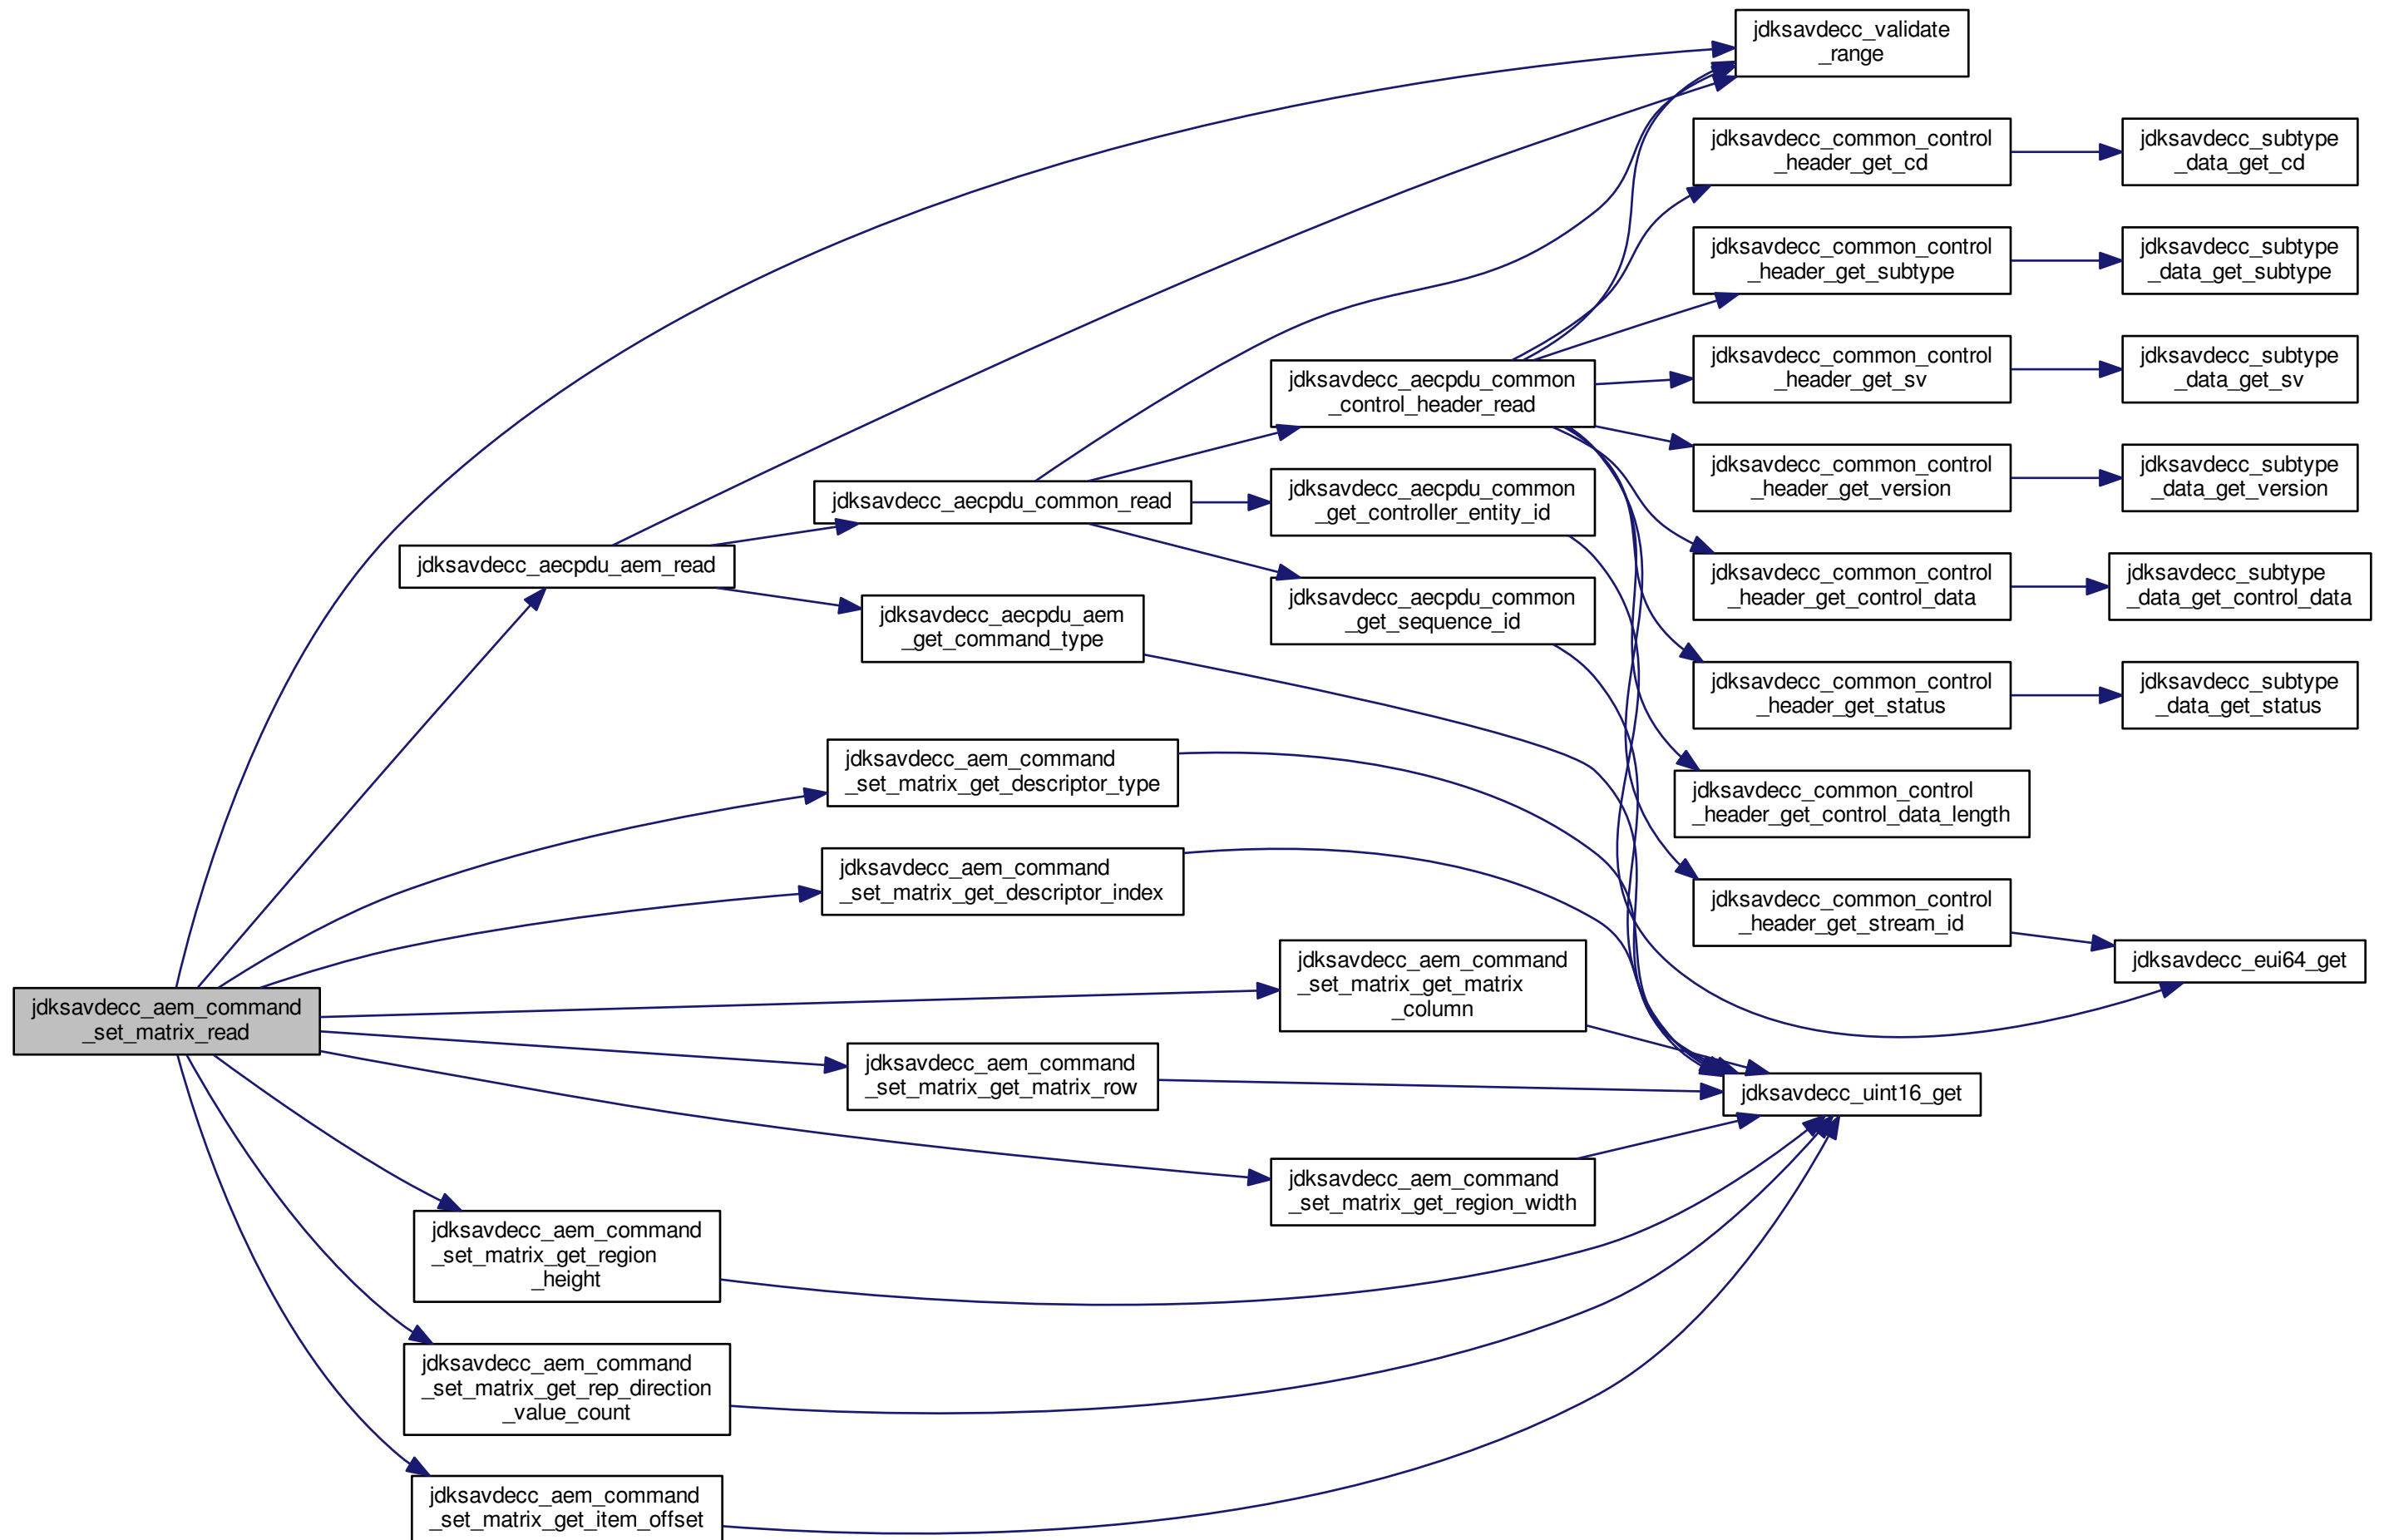 jdksavdecc_validate
_range
jdksavdecc_common_control
_header_get_cd
jdksavdecc_subtype
_data_get_cd
jdksavdecc_common_control
_header_get_subtype
jdksavdecc_subtype
_data_get_subtype
jdksavdecc_common_control
_header_get_sv
jdksavdecc_subtype
_data_get_sv
jdksavdecc_aecpdu_common
_control_header_read
jdksavdecc_common_control
_header_get_version
jdksavdecc_subtype
_data_get_version
jdksavdecc_aecpdu_common_read
jdksavdecc_aecpdu_common
_get_controller_entity_id
jdksavdecc_aecpdu_aem_read
jdksavdecc_common_control
_header_get_control_data
jdksavdecc_subtype
_data_get_control_data
jdksavdecc_aecpdu_common
_get_sequence_id
jdksavdecc_aecpdu_aem
_get_command_type
jdksavdecc_common_control
_header_get_status
jdksavdecc_subtype
_data_get_status
jdksavdecc_aem_command
_set_matrix_get_descriptor_type
jdksavdecc_common_control
_header_get_control_data_length
jdksavdecc_aem_command
_set_matrix_get_descriptor_index
jdksavdecc_common_control
_header_get_stream_id
jdksavdecc_eui64_get
jdksavdecc_aem_command
_set_matrix_get_matrix
_column
jdksavdecc_aem_command
_set_matrix_read
jdksavdecc_aem_command
_set_matrix_get_matrix_row
jdksavdecc_uint16_get
jdksavdecc_aem_command
_set_matrix_get_region_width
jdksavdecc_aem_command
_set_matrix_get_region
_height
jdksavdecc_aem_command
_set_matrix_get_rep_direction
_value_count
jdksavdecc_aem_command
_set_matrix_get_item_offset